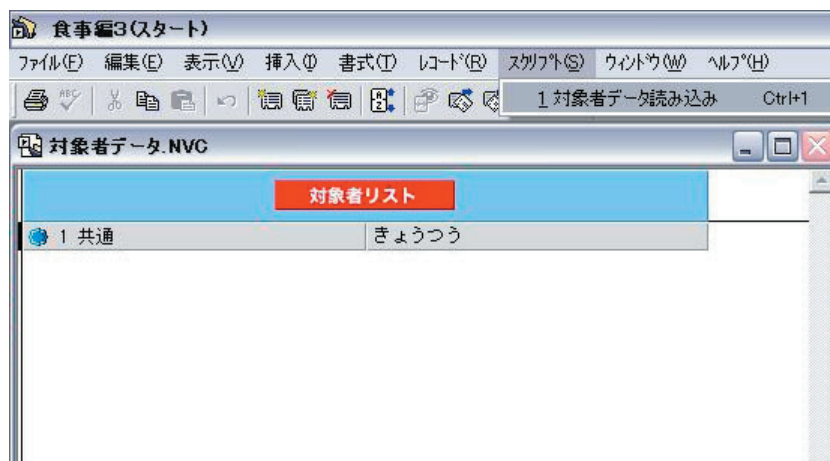 食事編3(スタート)
ファイル(F) 編集(E) 表示(V) 挿入(I) 書式(T) レコード(R) スクリプト(S) ウィンドウ(W) ヘルプ(H)
ABC
1 対象者データ読み込み Ctrl+1
対象者データ.NVC
対象者リスト
1 共通 きょうつう